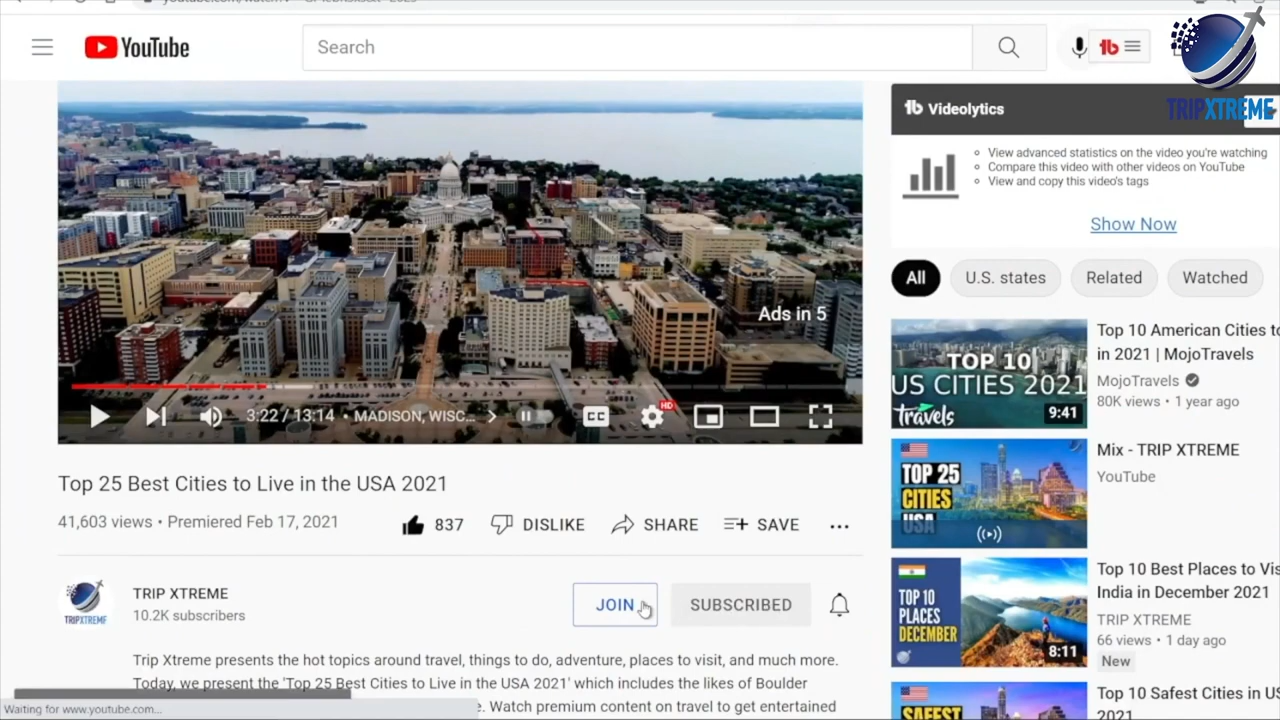 YouTube
Search
TRIPXTREME
Videolytics
View advanced statistics on the video you're watching
Compare this video with other videos on YouTube
View and copy this video's tags
Show Now
All
U.S. states
Related
Watched
Ads in 5
3:22 / 13:14 • MADISON, WISC...
CC
HD
Top 25 Best Cities to Live in the USA 2021
41,603 views • Premiered Feb 17, 2021
837
DISLIKE
SHARE
SAVE
TRIP XTREME
10.2K subscribers
JOIN
SUBSCRIBED
Trip Xtreme presents the hot topics around travel, things to do, adventure, places to visit, and much more.
Today, we present the 'Top 25 Best Cities to Live in the USA 2021' which includes the likes of Boulder
e. Watch premium content on travel to get entertained
Waiting for www.youtube.com...
TOP 10
US CITIES 2021
travels
9:41
Top 10 American Cities to
in 2021 | MojoTravels
MojoTravels
80K views • 1 year ago
TOP 25
CITIES
USA
Mix - TRIP XTREME
YouTube
TOP 10
PLACES
DECEMBER
8:11
Top 10 Best Places to Vis
India in December 2021
TRIP XTREME
66 views • 1 day ago
New
SAFEST
Top 10 Safest Cities in US
2021